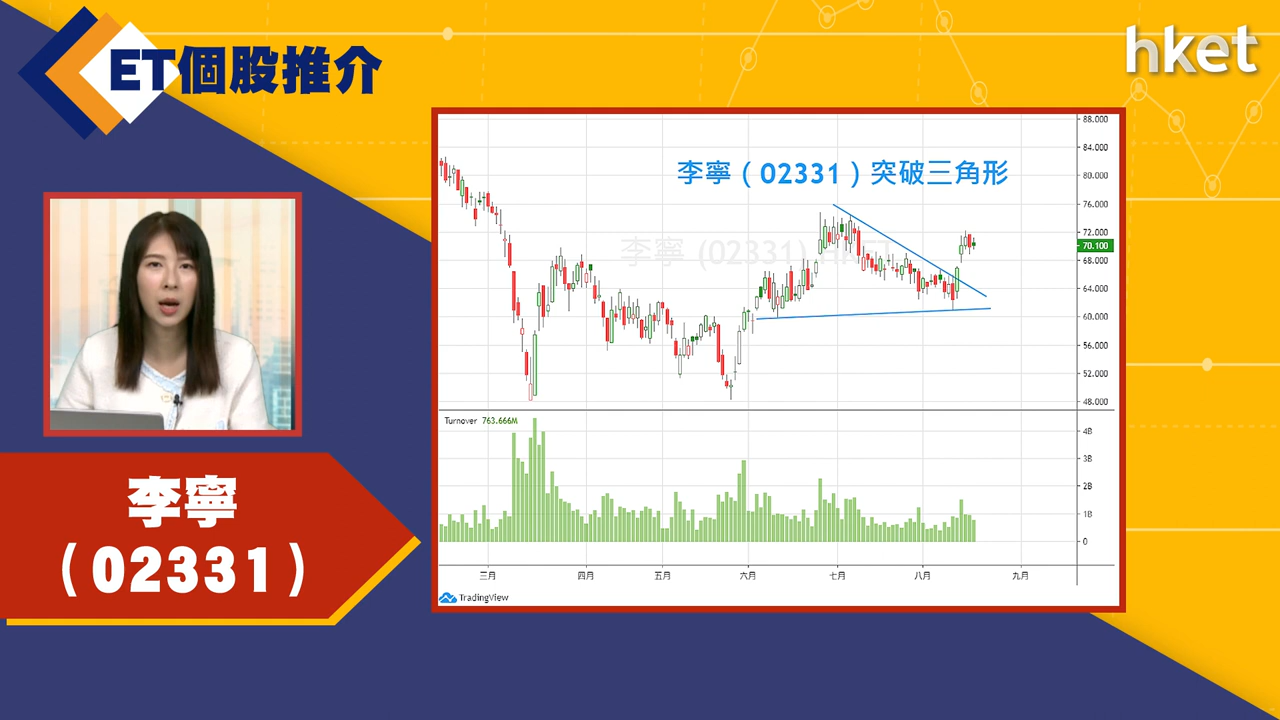 ET個股推介
hket
李寧(02331)突破三角形
李寧 (02331)
88.000
84.000
80.000
76.000
72.000
70.100
68.000
64.000
60.000
56.000
52.000
48.000
Turnover 763.666M
4B
3B
2B
1B
0
三月
四月
五月
六月
七月
八月
九月
TradingView
李寧
(02331)